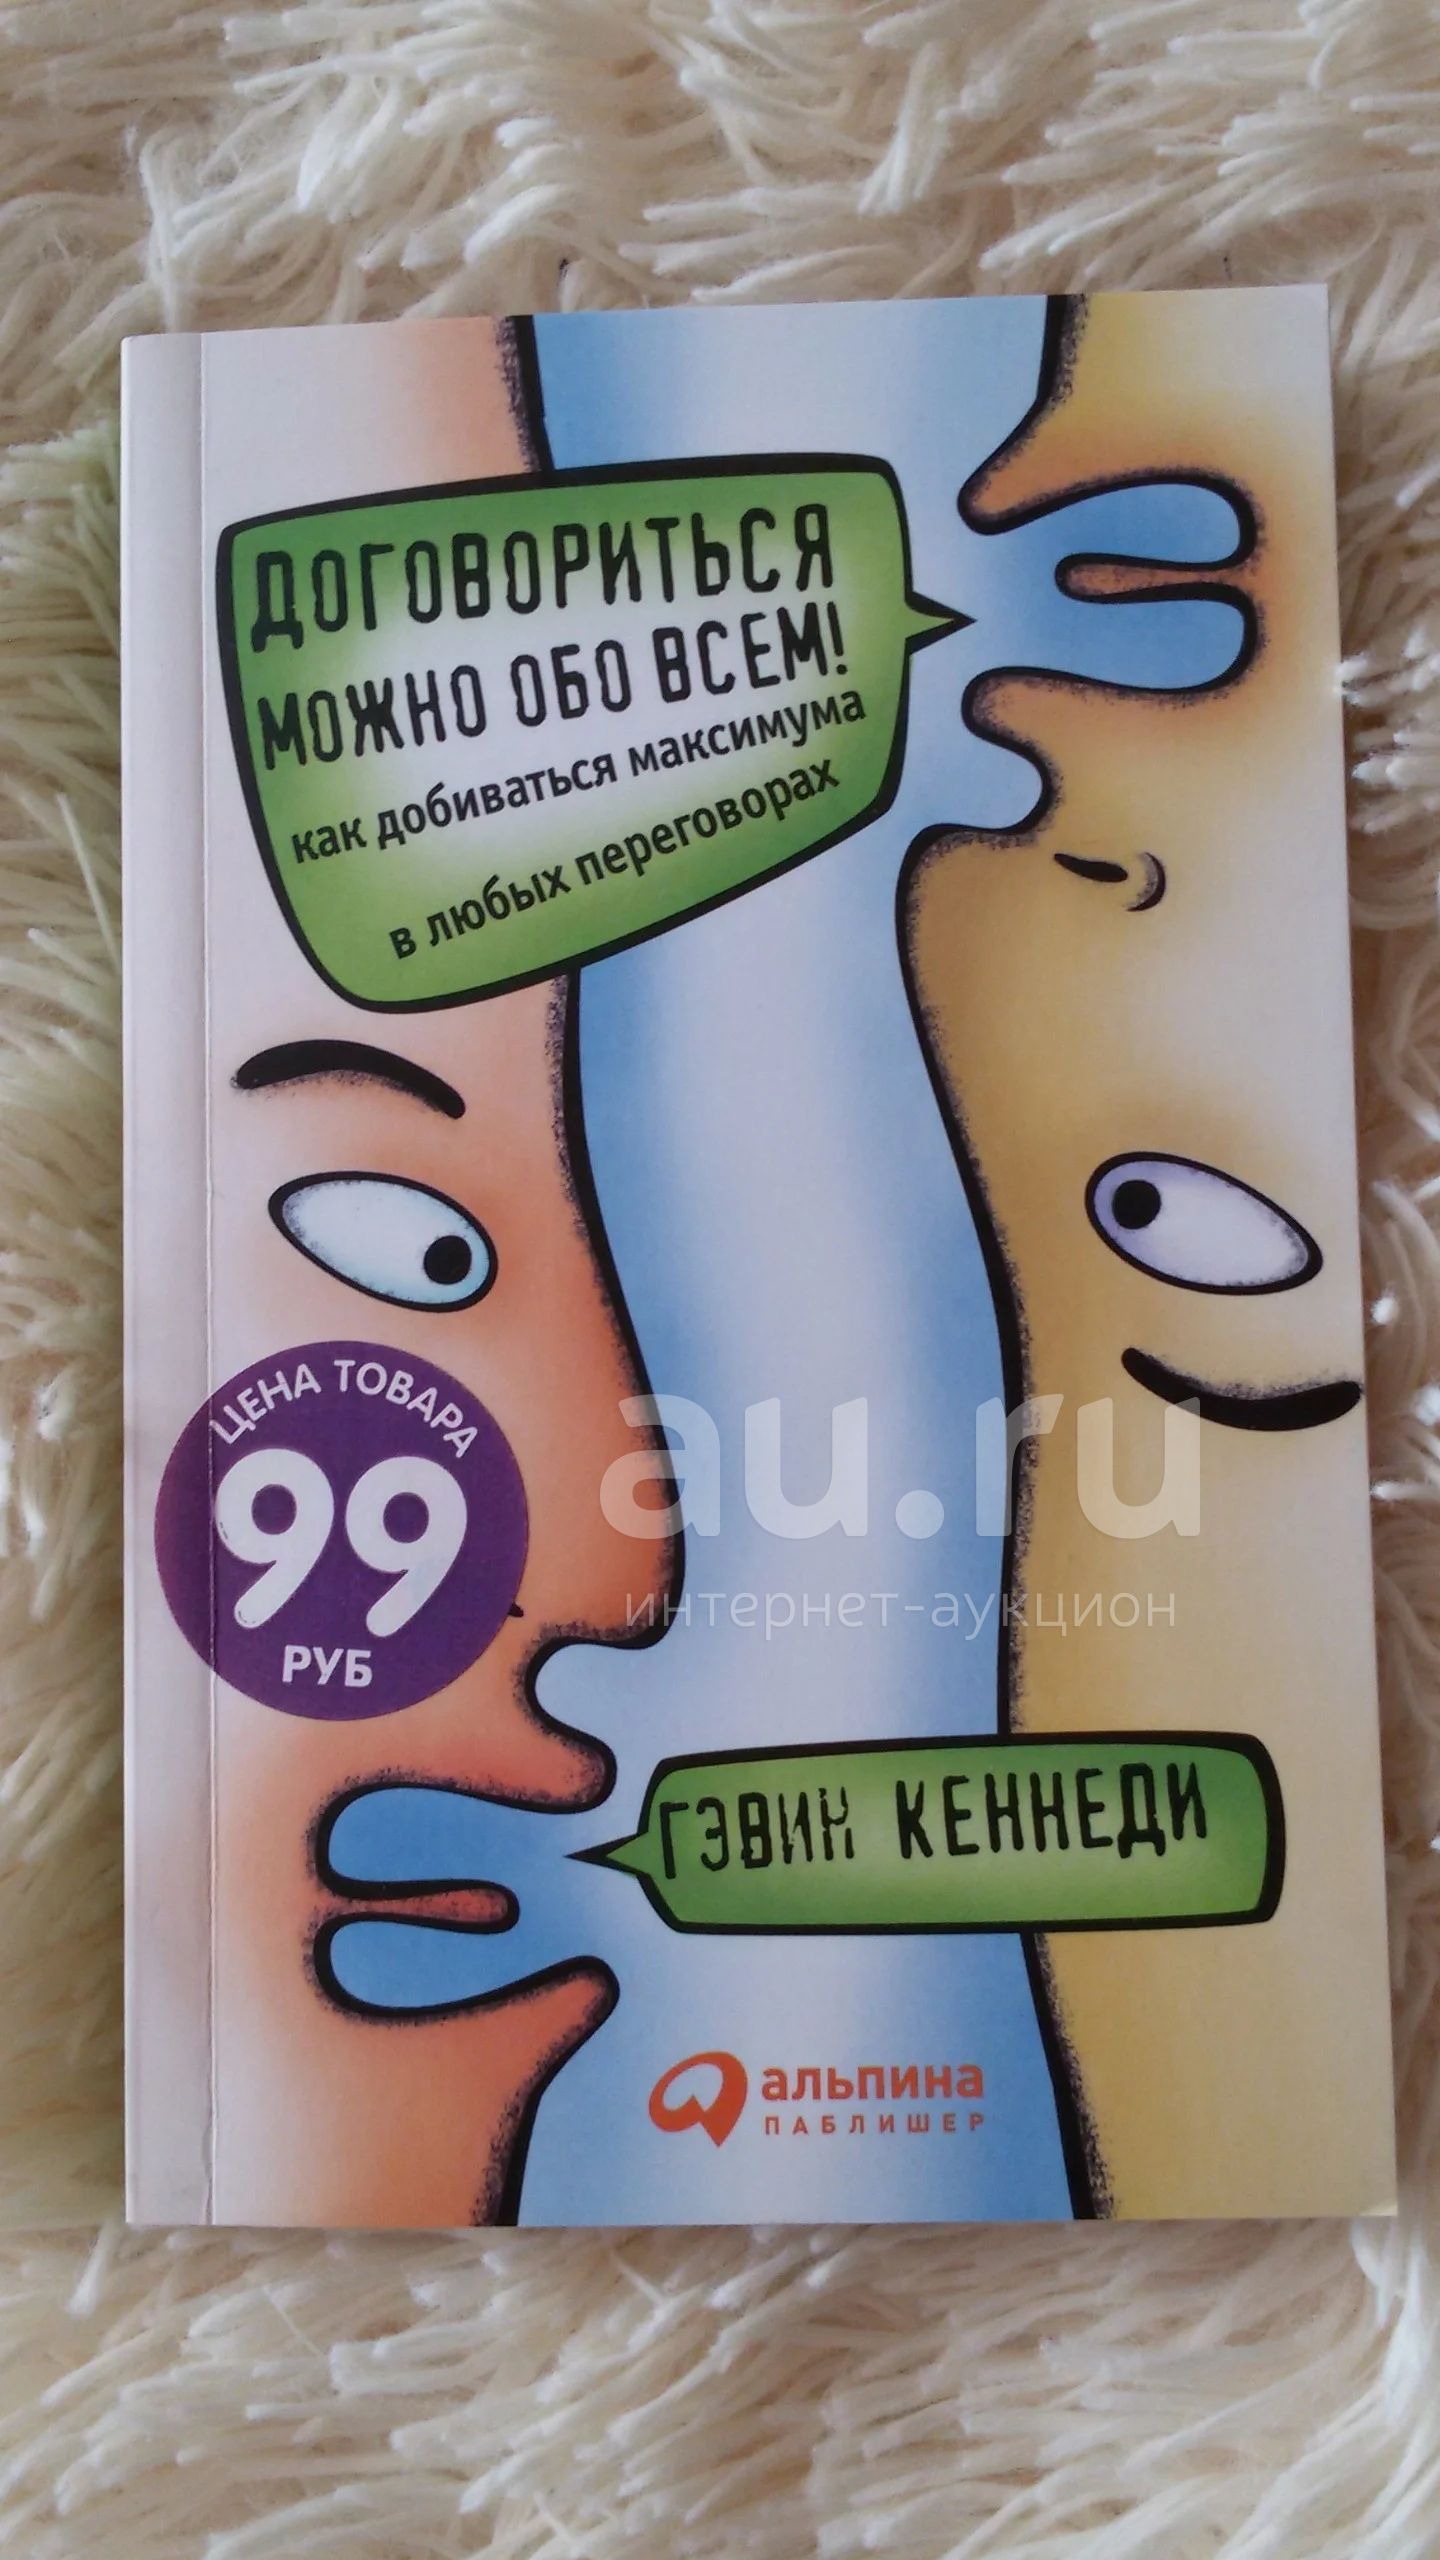 ДОГОВОРИТЬСЯ
МОЖНО ОБО ВСЕМ!
как добиваться максимума
в любых переговорах
ЦЕНА ТОВАРА
99
РУБ
au.ru
интернет-аукцион
ГЭВИН КЕННЕДИ
альпина
ПАБЛИШЕР